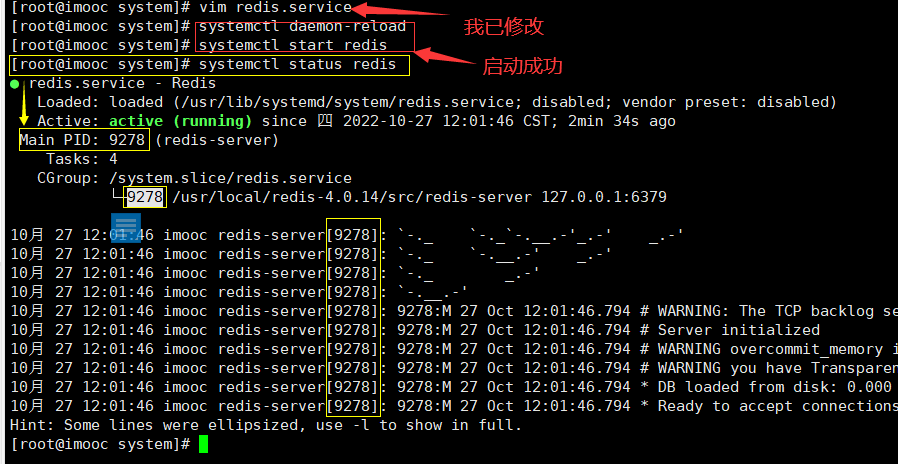 [root@imooc system]# vim redis.service
[root@imooc system]# systemctl daemon-reload
我已修改
[root@imooc system]# systemctl start redis
启动成功
[root@imooc system]# systemctl status redis
● redis.service - Redis
Loaded: loaded (/usr/lib/systemd/system/redis.service; disabled; vendor preset: disabled)
Active: active (running) since 四 2022-10-27 12:01:46 CST; 2min 34s ago
Main PID: 9278 (redis-server)
Tasks: 4
CGroup: /system.slice/redis.service
└─9278 /usr/local/redis-4.0.14/src/redis-server 127.0.0.1:6379
10月 27 12:01:46 imooc redis-server[9278]: `-._    `-._`-.__.-'_.-'    _.-'
10月 27 12:01:46 imooc redis-server[9278]: `-._    `-.__.-'    _.-'
10月 27 12:01:46 imooc redis-server[9278]: `-._        _.-'
10月 27 12:01:46 imooc redis-server[9278]: `-.__.-'
10月 27 12:01:46 imooc redis-server[9278]: 9278:M 27 Oct 12:01:46.794 # WARNING: The TCP backlog se
10月 27 12:01:46 imooc redis-server[9278]: 9278:M 27 Oct 12:01:46.794 # Server initialized
10月 27 12:01:46 imooc redis-server[9278]: 9278:M 27 Oct 12:01:46.794 # WARNING overcommit_memory i
10月 27 12:01:46 imooc redis-server[9278]: 9278:M 27 Oct 12:01:46.794 # WARNING you have Transparen
10月 27 12:01:46 imooc redis-server[9278]: 9278:M 27 Oct 12:01:46.794 * DB loaded from disk: 0.000
10月 27 12:01:46 imooc redis-server[9278]: 9278:M 27 Oct 12:01:46.794 * Ready to accept connections
Hint: Some lines were ellipsized, use -l to show in full.
[root@imooc system]#